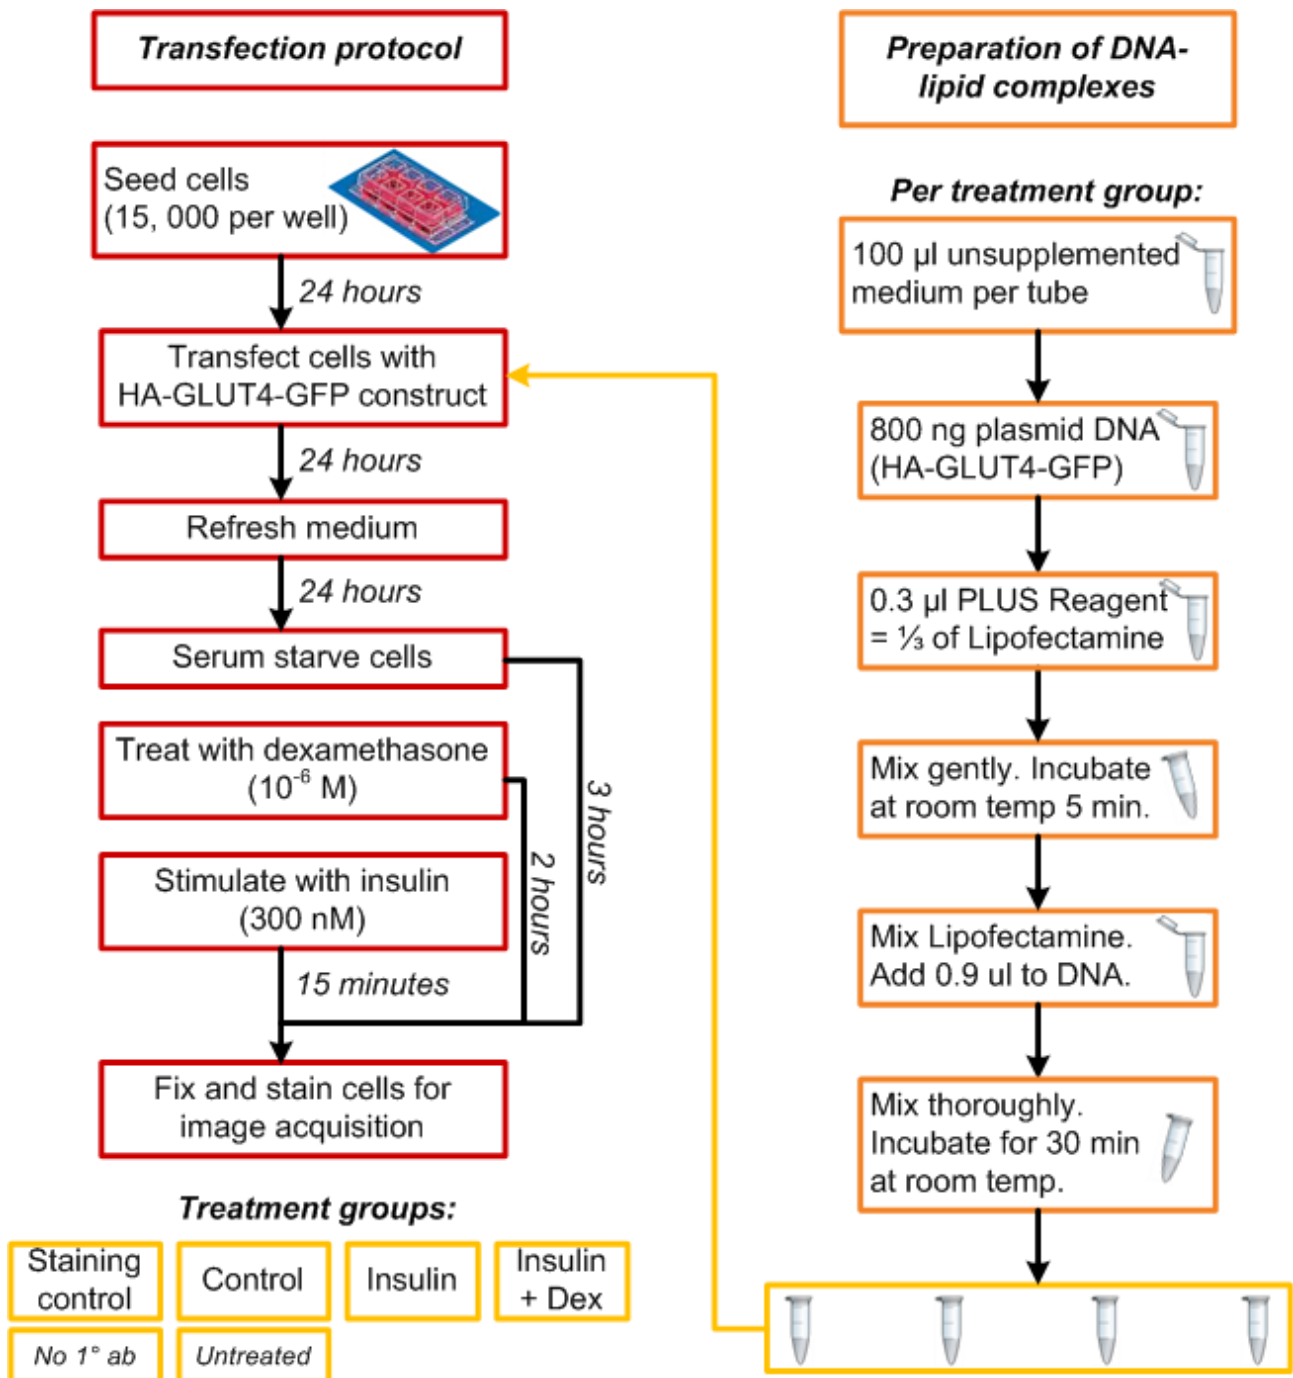 Transfection protocol
Seed cells
(15, 000 per well)
24 hours
Transfect cells with
HA-GLUT4-GFP construct
24 hours
Refresh medium
24 hours
Serum starve cells
Treat with dexamethasone
(10⁻⁶ M)
Stimulate with insulin
(300 nM)
3 hours
2 hours
15 minutes
Fix and stain cells for
image acquisition
Treatment groups:
Staining
control
Control
Insulin
Insulin
+ Dex
No 1° ab
Untreated
Preparation of DNA-
lipid complexes
Per treatment group:
100 µl unsupplemented
medium per tube
800 ng plasmid DNA
(HA-GLUT4-GFP)
0.3 µl PLUS Reagent
= ⅓ of Lipofectamine
Mix gently. Incubate
at room temp 5 min.
Mix Lipofectamine.
Add 0.9 ul to DNA.
Mix thoroughly.
Incubate for 30 min
at room temp.